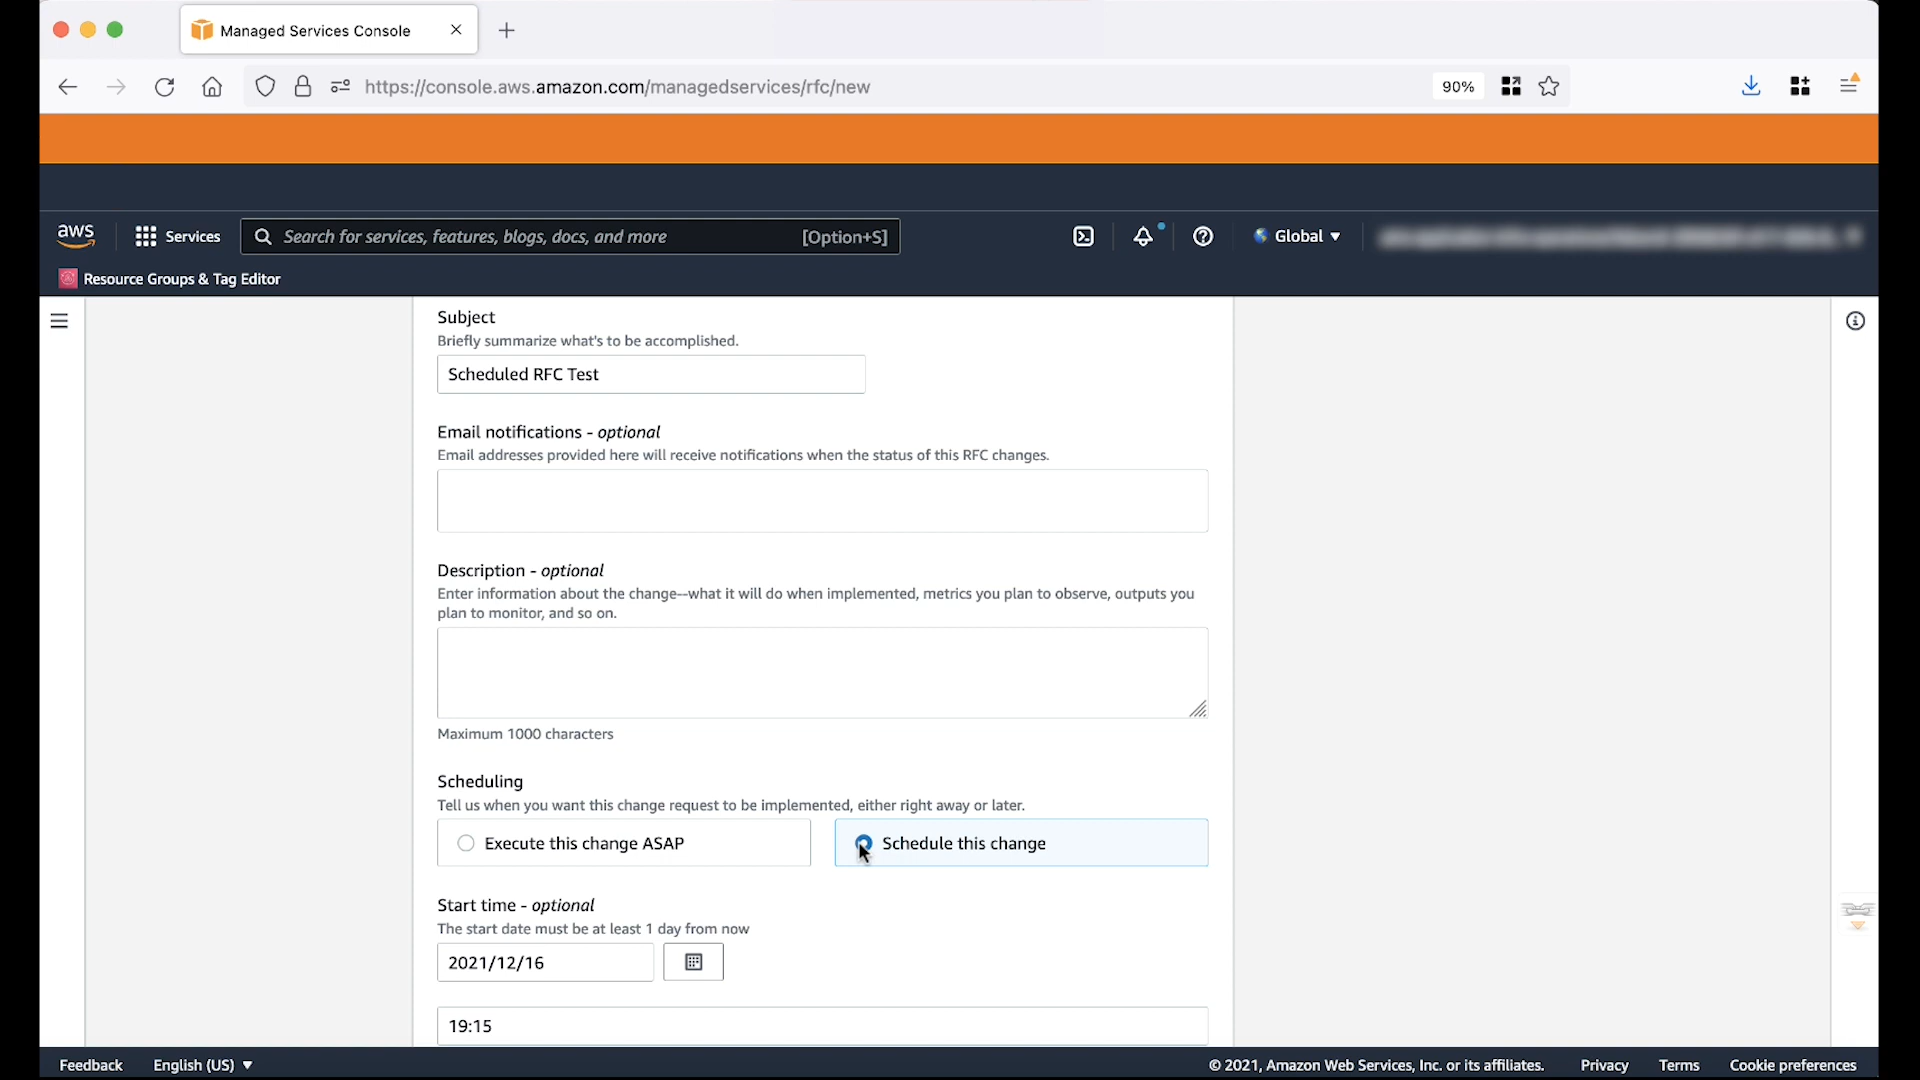 Managed Services Console
https://console.aws.amazon.com/managedservices/rfc/new
90%
aws
Services
Search for services, features, blogs, docs, and more
[Option+S]
Global
Resource Groups & Tag Editor
Subject
Briefly summarize what's to be accomplished.
Scheduled RFC Test
Email notifications - optional
Email addresses provided here will receive notifications when the status of this RFC changes.
Description - optional
Enter information about the change--what it will do when implemented, metrics you plan to observe, outputs you
plan to monitor, and so on.
Maximum 1000 characters
Scheduling
Tell us when you want this change request to be implemented, either right away or later.
Execute this change ASAP
Schedule this change
Start time - optional
The start date must be at least 1 day from now
2021/12/16
19:15
Feedback
English (US)
© 2021, Amazon Web Services, Inc. or its affiliates.
Privacy
Terms
Cookie preferences